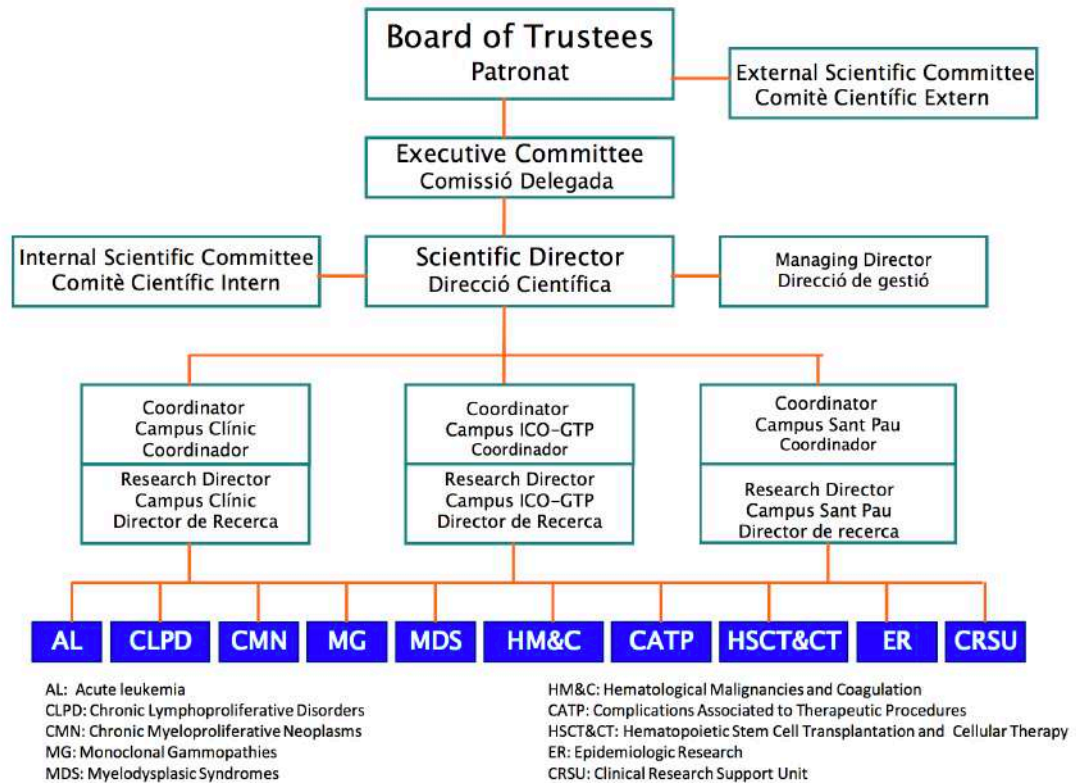 Board of Trustees
Patronat
External Scientific Committee
Comitè Científic Extern
Executive Committee
Comissió Delegada
Internal Scientific Committee
Comitè Científic Intern
Scientific Director
Direcció Científica
Managing Director
Direcció de gestió
Coordinator
Campus Clínic
Coordinador
Research Director
Campus Clínic
Director de Recerca
Coordinator
Campus ICO-GTP
Coordinador
Research Director
Campus ICO-GTP
Director de Recerca
Coordinator
Campus Sant Pau
Coordinador
Research Director
Campus Sant Pau
Director de recerca
AL
CLPD
CMN
MG
MDS
HM&C
CATP
HSCT&CT
ER
CRSU
AL: Acute leukemia
CLPD: Chronic Lymphoproliferative Disorders
CMN: Chronic Myeloproliferative Neoplasms
MG: Monoclonal Gammopathies
MDS: Myelodysplasic Syndromes
HM&C: Hematological Malignancies and Coagulation
CATP: Complications Associated to Therapeutic Procedures
HSCT&CT: Hematopoietic Stem Cell Transplantation and Cellular Therapy
ER: Epidemiologic Research
CRSU: Clinical Research Support Unit